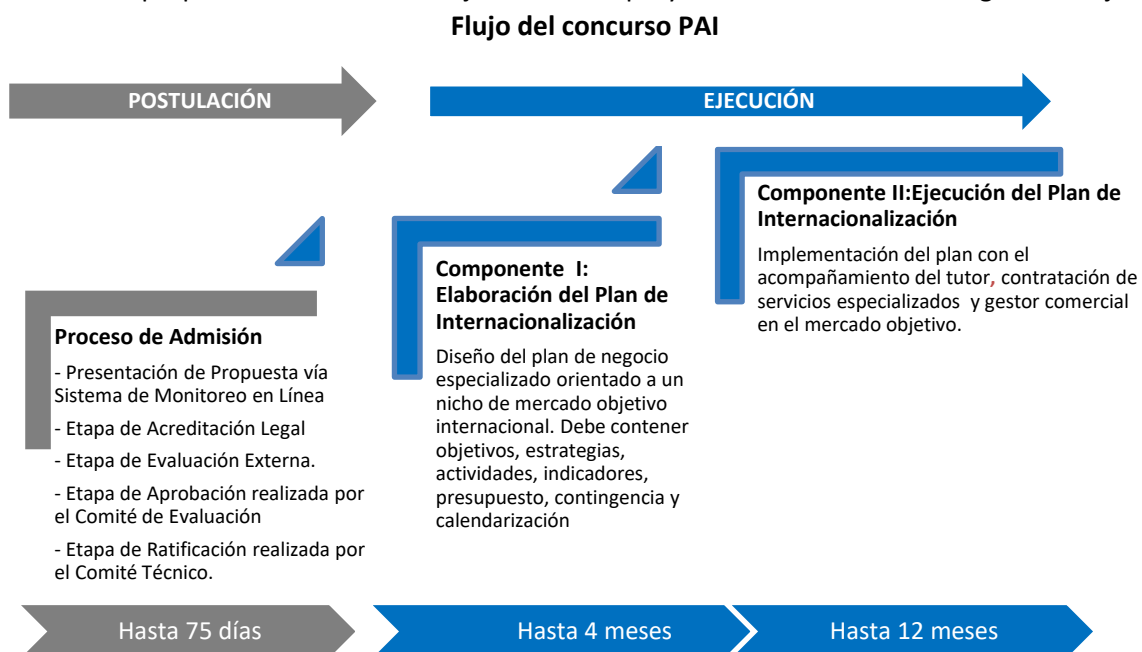 Flujo del concurso PAI
POSTULACIÓN
EJECUCIÓN
Proceso de Admisión
- Presentación de Propuesta vía
Sistema de Monitoreo en Línea
- Etapa de Acreditación Legal
- Etapa de Evaluación Externa.
- Etapa de Aprobación realizada por
el Comité de Evaluación
- Etapa de Ratificación realizada por
el Comité Técnico.
Componente I:
Elaboración del Plan de
Internacionalización
Diseño del plan de negocio
especializado orientado a un
nicho de mercado objetivo
internacional. Debe contener
objetivos, estrategias,
actividades, indicadores,
presupuesto, contingencia y
calendarización
Componente II:Ejecución del Plan de
Internacionalización
Implementación del plan con el
acompañamiento del tutor, contratación de
servicios especializados y gestor comercial
en el mercado objetivo.
Hasta 75 días
Hasta 4 meses
Hasta 12 meses